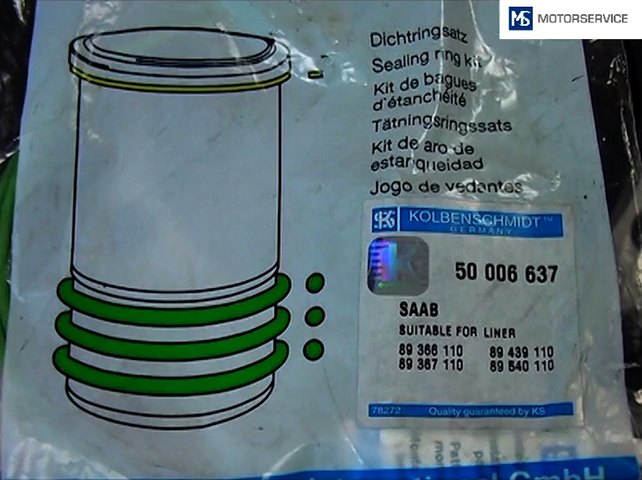 MS MOTORSERVICE
Dichtringsatz
Sealing ring kit
Kit de bagues
d'étanchéité
Tätningsringssats
Kit de aro de
estanqueidad
Jogo de vedantes
KS KOLBENSCHMIDT™
GERMANY
50 006 637
SAAB
SUITABLE FOR LINER
89 366 110 89 439 110
89 367 110 89 540 110
78272 Quality guaranteed by KS
GmbH